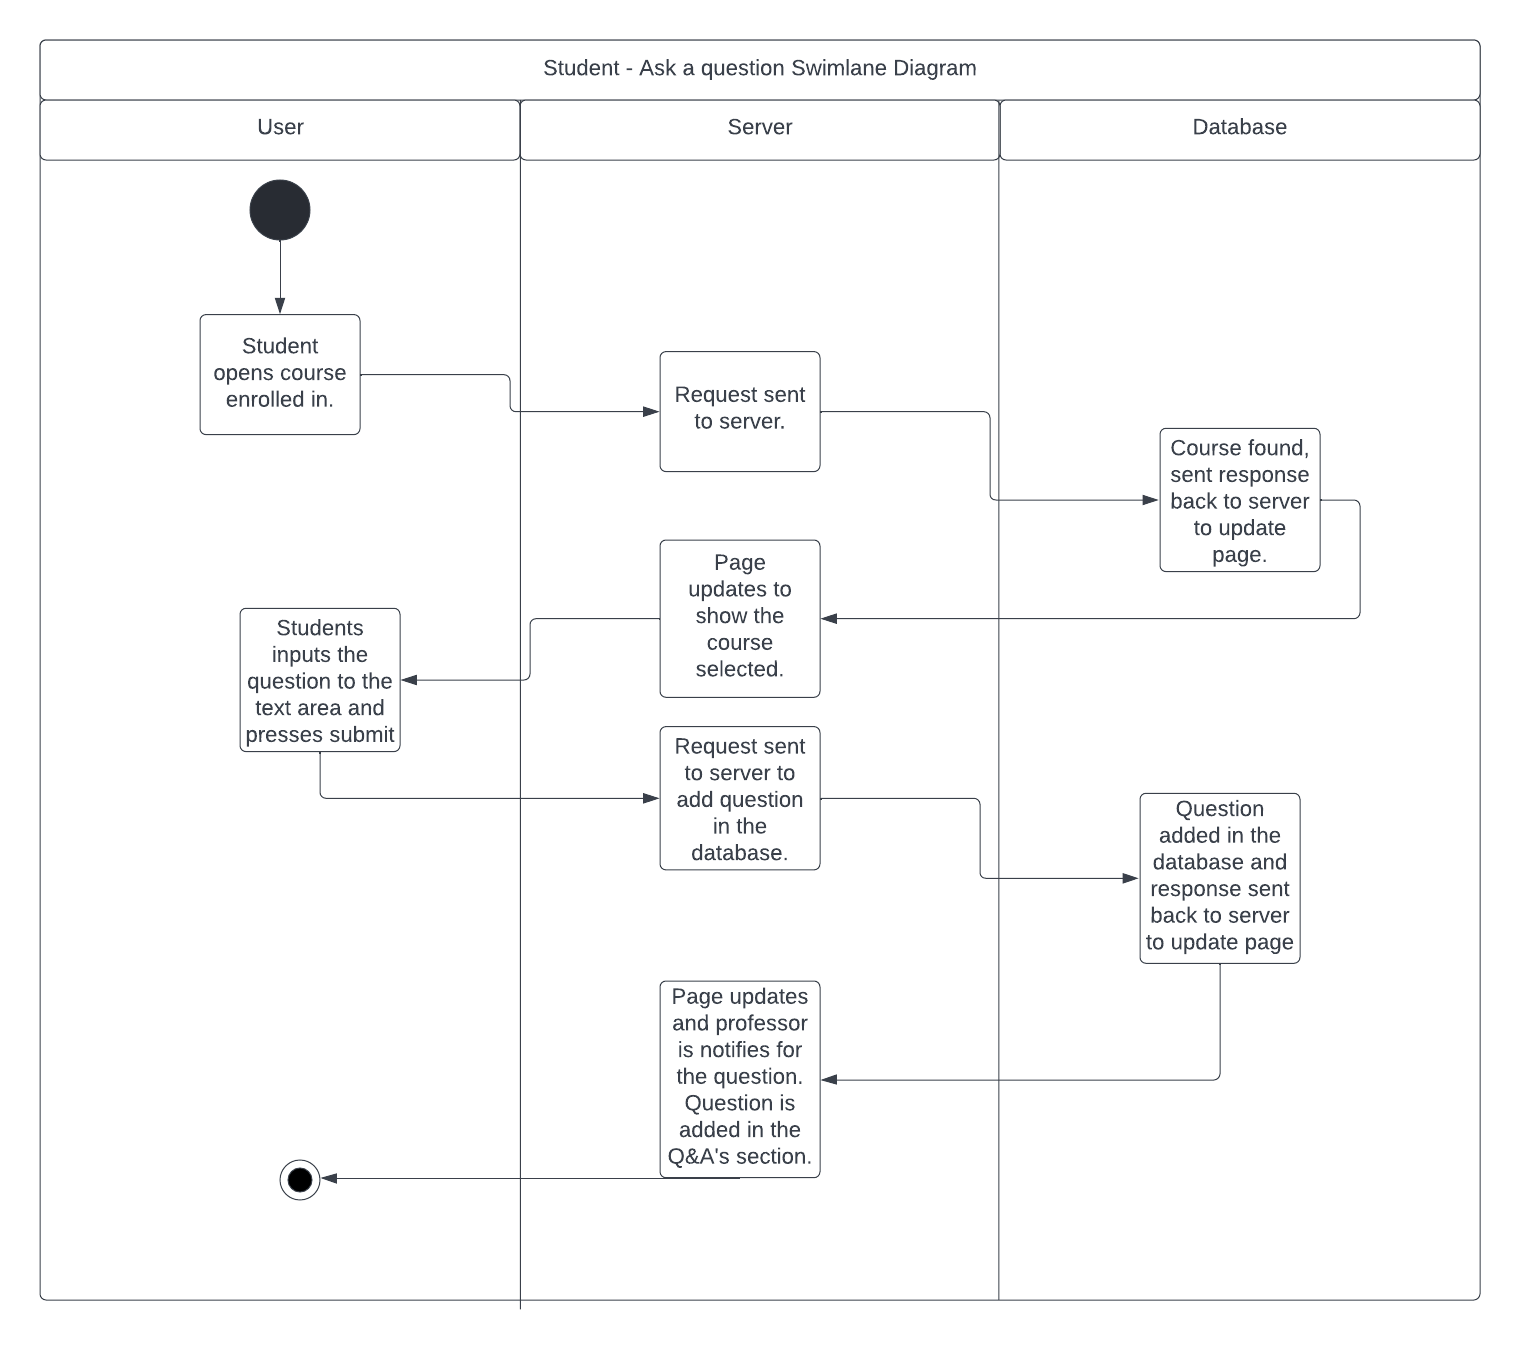 Student - Ask a question Swimlane Diagram
User
Server
Database
Student
opens course
enrolled in.
Request sent
to server.
Course found,
sent response
back to server
to update
page.
Page
updates to
show the
course
selected.
Students
inputs the
question to the
text area and
presses submit
Request sent
to server to
add question
in the
database.
Question
added in the
database and
response sent
back to server
to update page
Page updates
and professor
is notifies for
the question.
Question is
added in the
Q&A's section.